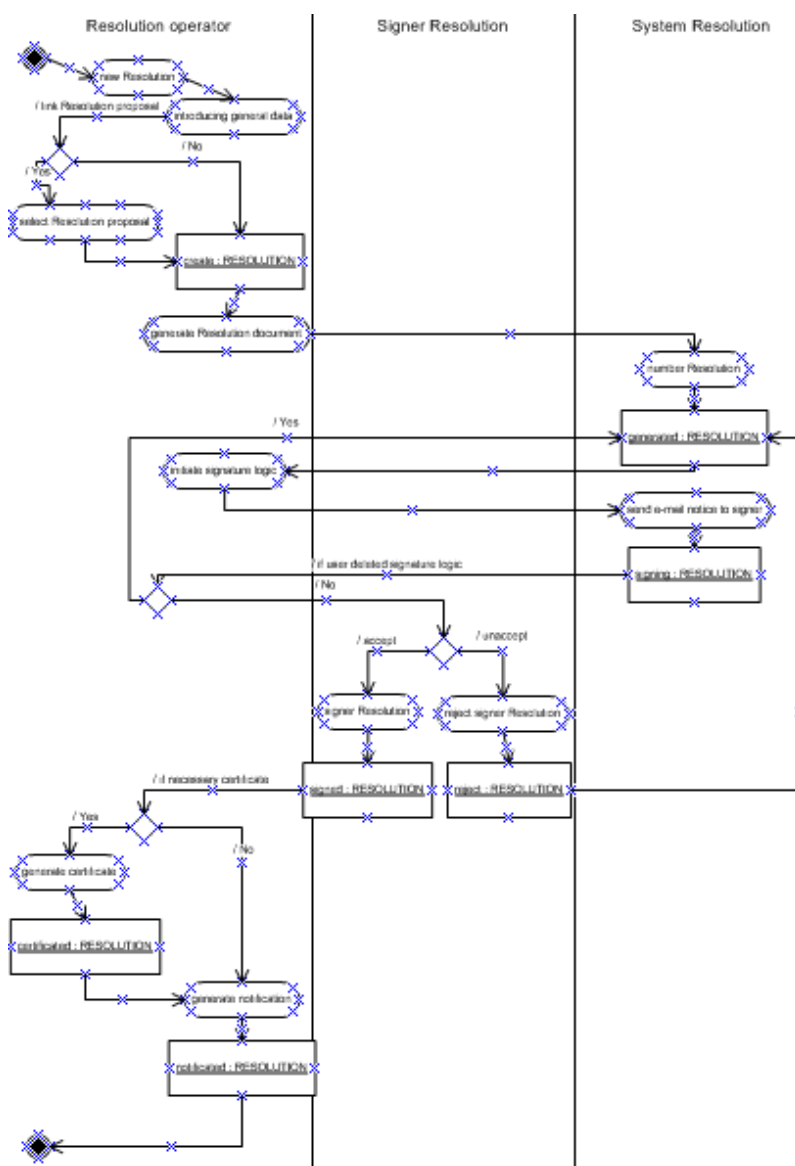 Resolution operator
Signer Resolution
System Resolution
new Resolution
/ link Resolution proposal
introducing general data
/ No
/ Yes
select Resolution proposal
create : RESOLUTION
generate Resolution document
number Resolution
/ Yes
generated : RESOLUTION
initiate signature logic
send e-mail notice to signer
/ if user deleted signature logic
signing : RESOLUTION
/ No
/ accept
/ unaccept
signer Resolution
reject signer Resolution
/ if necessary certificate
signed : RESOLUTION
reject : RESOLUTION
/ Yes
/ No
generate certificate
certificated : RESOLUTION
generate notification
notificated : RESOLUTION